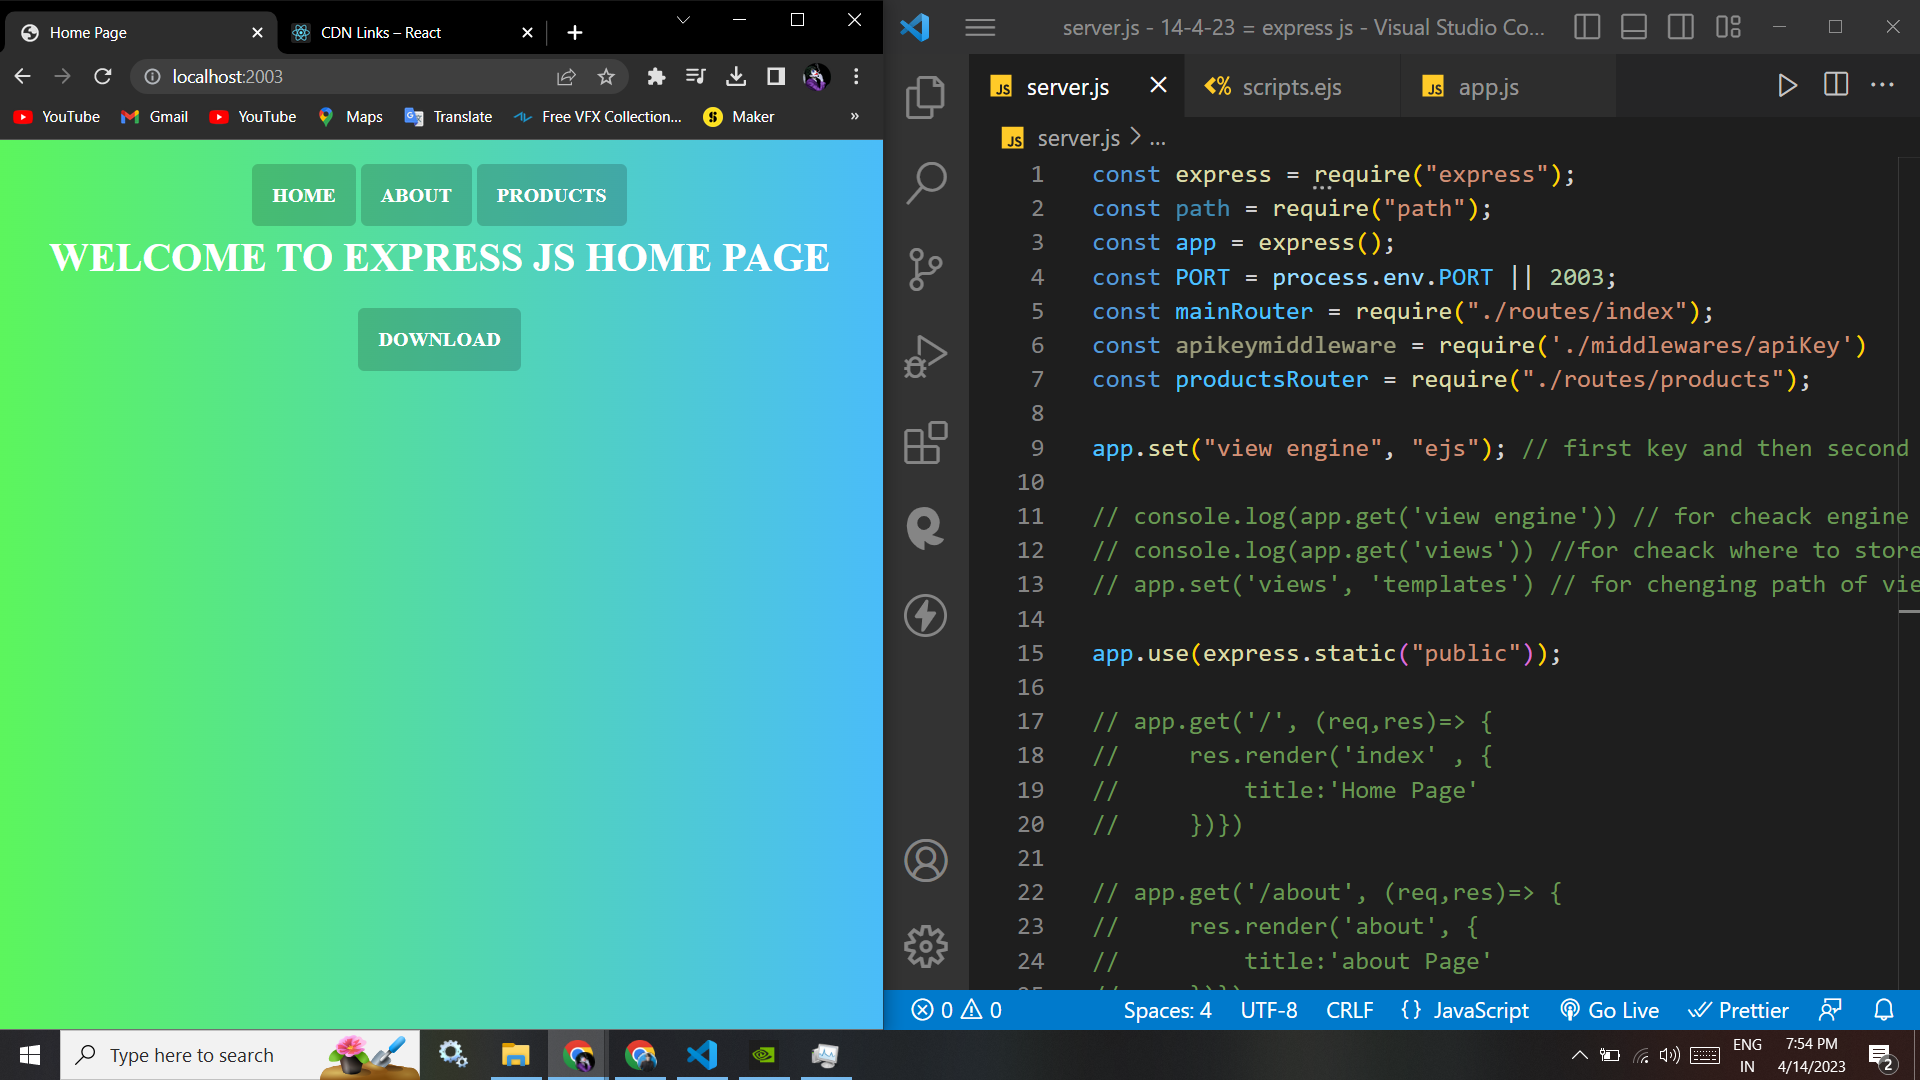 Home Page
CDN Links – React
localhost:2003
YouTube
Gmail
YouTube
Maps
Translate
Free VFX Collection...
Maker
»
HOME
ABOUT
PRODUCTS
WELCOME TO EXPRESS JS HOME PAGE
DOWNLOAD
server.js - 14-4-23 = express js - Visual Studio Co...
JS server.js
scripts.ejs
JS app.js
JS server.js > ...
1 const express = require("express");
2 const path = require("path");
3 const app = express();
4 const PORT = process.env.PORT || 2003;
5 const mainRouter = require("./routes/index");
6 const apikeymiddleware = require('./middlewares/apiKey')
7 const productsRouter = require("./routes/products");
8
9 app.set("view engine", "ejs"); // first key and then second
10
11 // console.log(app.get('view engine')) // for cheack engine
12 // console.log(app.get('views')) //for cheack where to store
13 // app.set('views', 'templates') // for chenging path of vie
14
15 app.use(express.static("public"));
16
17 // app.get('/', (req,res)=> {
18 //     res.render('index' , {
19 //         title:'Home Page'
20 //     })})
21
22 // app.get('/about', (req,res)=> {
23 //     res.render('about', {
24 //         title:'about Page'
0 0
Spaces: 4
UTF-8
CRLF
{ } JavaScript
Go Live
Prettier
Type here to search
ENG
IN
7:54 PM
4/14/2023
2